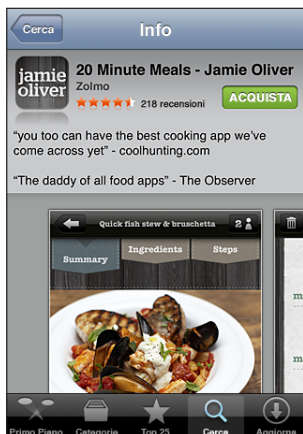 Cerca
Info
jamie
oliver
20 Minute Meals - Jamie Oliver
Zolmo
218 recensioni
ACQUISTA
“you too can have the best cooking app we’ve
come across yet” - coolhunting.com
“The daddy of all food apps” - The Observer
Quick fish stew & bruschetta
2
Summary
Ingredients
Steps
m
m
Primo Piano
Categorie
Top 25
Cerca
Aggiorna